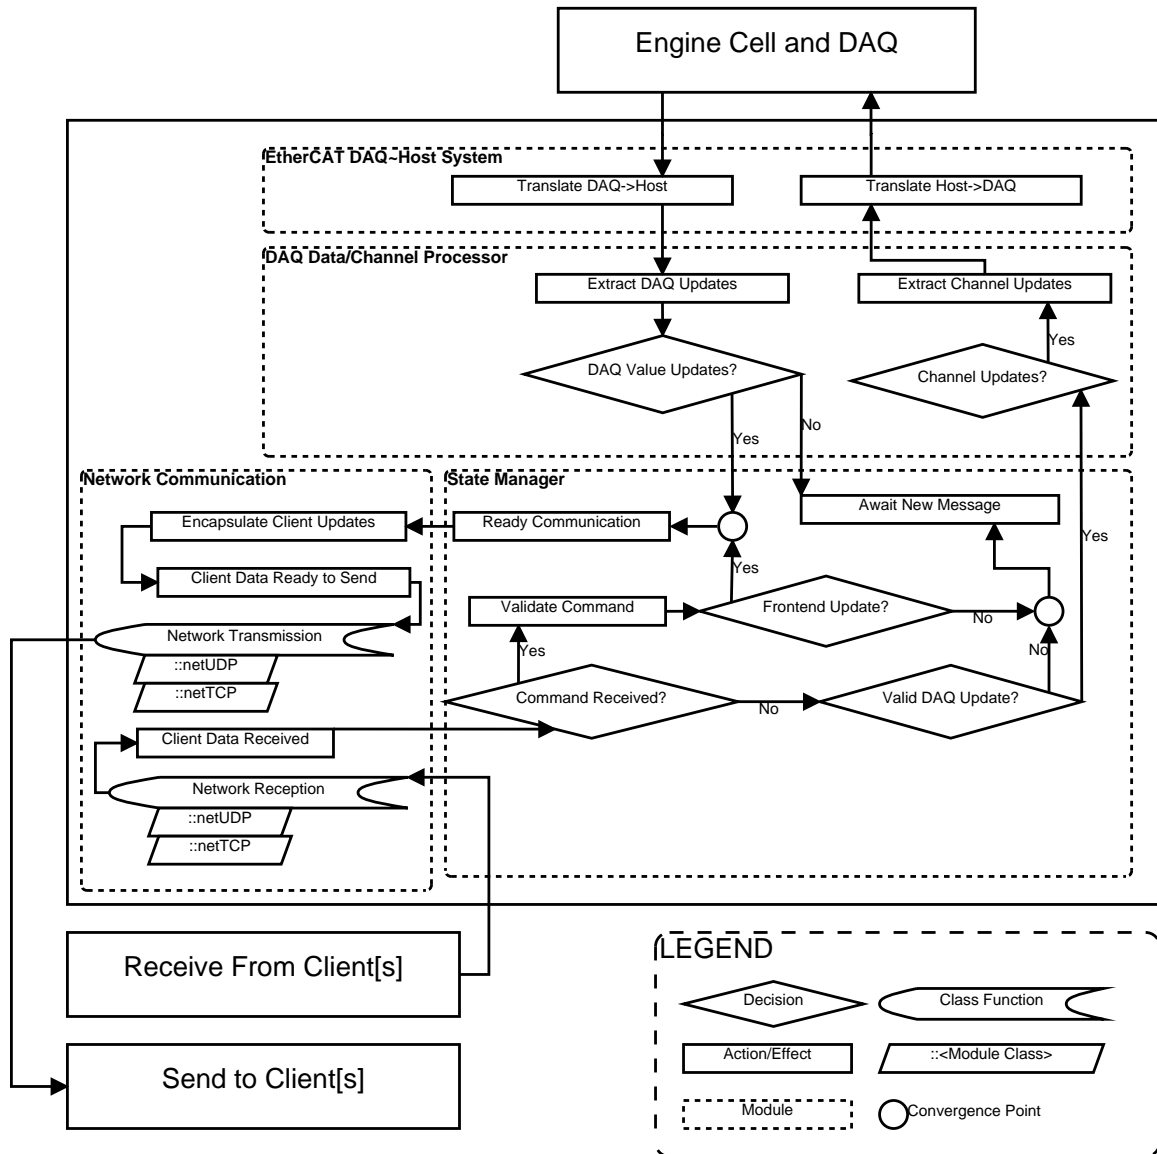 Engine Cell and DAQ
EtherCAT DAQ~Host System
Translate DAQ->Host
Translate Host->DAQ
DAQ Data/Channel Processor
Extract DAQ Updates
Extract Channel Updates
Yes
DAQ Value Updates?
Channel Updates?
Yes
No
Network Communication
State Manager
Encapsulate Client Updates
Ready Communication
Await New Message
Yes
Yes
Client Data Ready to Send
Validate Command
Frontend Update?
No
Network Transmission
::netUDP
::netTCP
Yes
No
Command Received?
No
Valid DAQ Update?
Client Data Received
Network Reception
::netUDP
::netTCP
Receive From Client[s]
Send to Client[s]
LEGEND
Decision
Class Function
Action/Effect
::<Module Class>
Module
Convergence Point